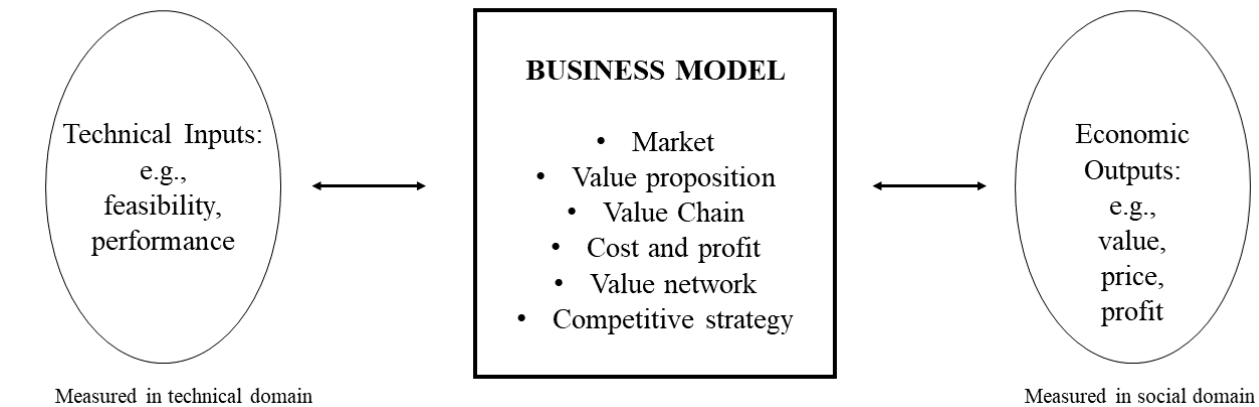 Technical Inputs:
e.g.,
feasibility,
performance
Measured in technical domain
BUSINESS MODEL
• Market
• Value proposition
• Value Chain
• Cost and profit
• Value network
• Competitive strategy
Economic
Outputs:
e.g.,
value,
price,
profit
Measured in social domain